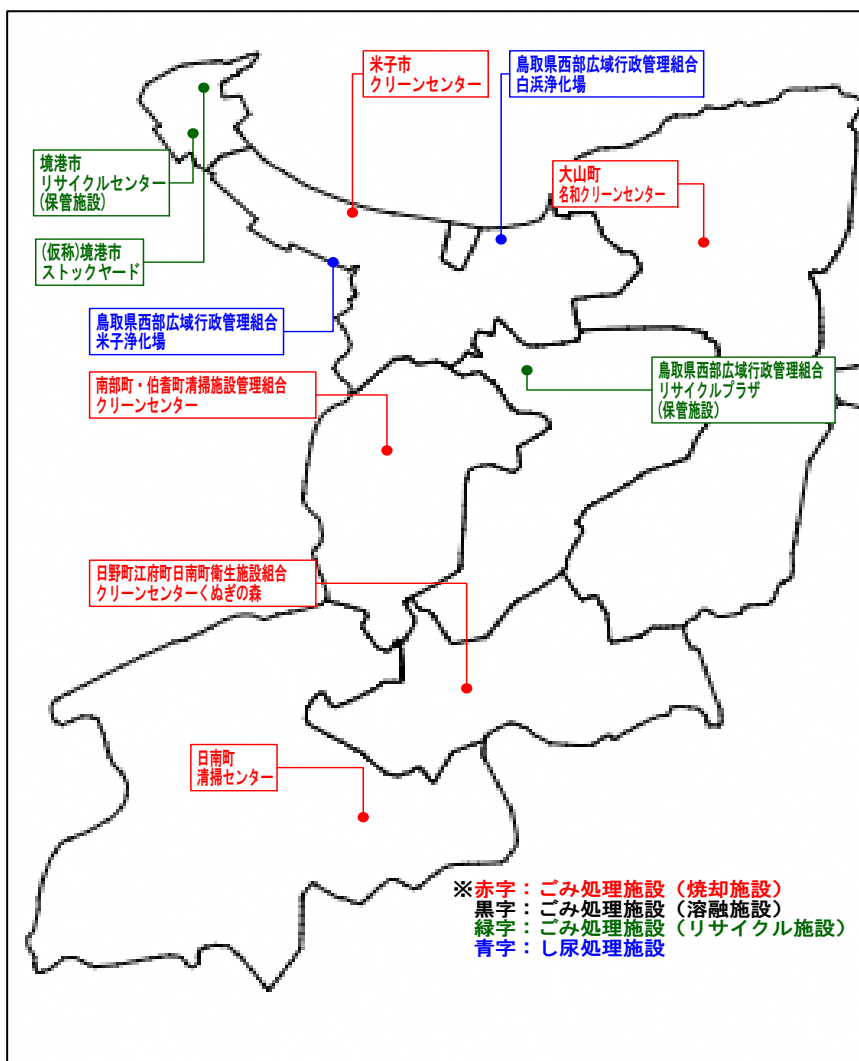 米子市
クリーンセンター
鳥取県西部広域行政管理組合
白浜浄化場
境港市
リサイクルセンター
(保管施設)
大山町
名和クリーンセンター
(仮称)境港市
ストックヤード
鳥取県西部広域行政管理組合
米子浄化場
鳥取県西部広域行政管理組合
リサイクルプラザ
(保管施設)
南部町・伯耆町清掃施設管理組合
クリーンセンター
日野町江府町日南町衛生施設組合
クリーンセンターくぬぎの森
日南町
清掃センター
※赤字：ごみ処理施設（焼却施設）
黒字：ごみ処理施設（溶融施設）
緑字：ごみ処理施設（リサイクル施設）
青字：し尿処理施設